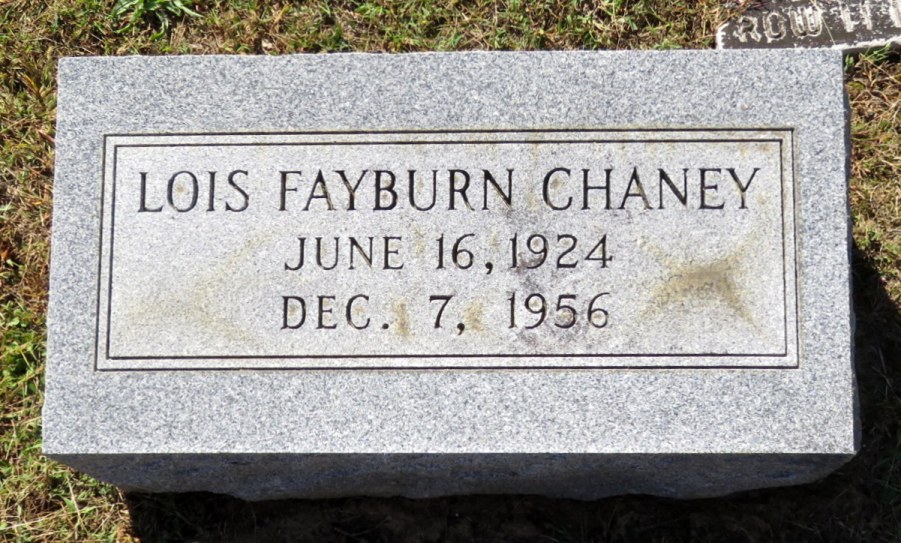 LOIS FAYBURN CHANEY
JUNE 16, 1924
DEC. 7, 1956